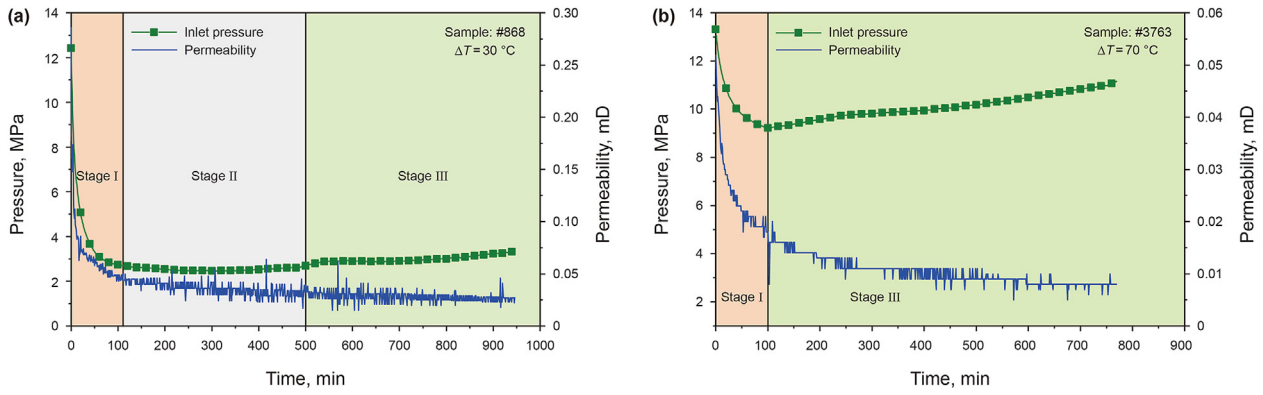 (a)
Inlet pressure
Permeability
Sample: #868
ΔT = 30 °C
Stage I
Stage II
Stage III
Pressure, MPa
0
2
4
6
8
10
12
14
Permeability, mD
0
0.05
0.10
0.15
0.20
0.25
0.30
0 100 200 300 400 500 600 700 800 900 1000
Time, min
(b)
Inlet pressure
Permeability
Sample: #3763
ΔT = 70 °C
Stage I
Stage III
Pressure, MPa
2
4
6
8
10
12
14
Permeability, mD
0
0.01
0.02
0.03
0.04
0.05
0.06
0 100 200 300 400 500 600 700 800 900
Time, min